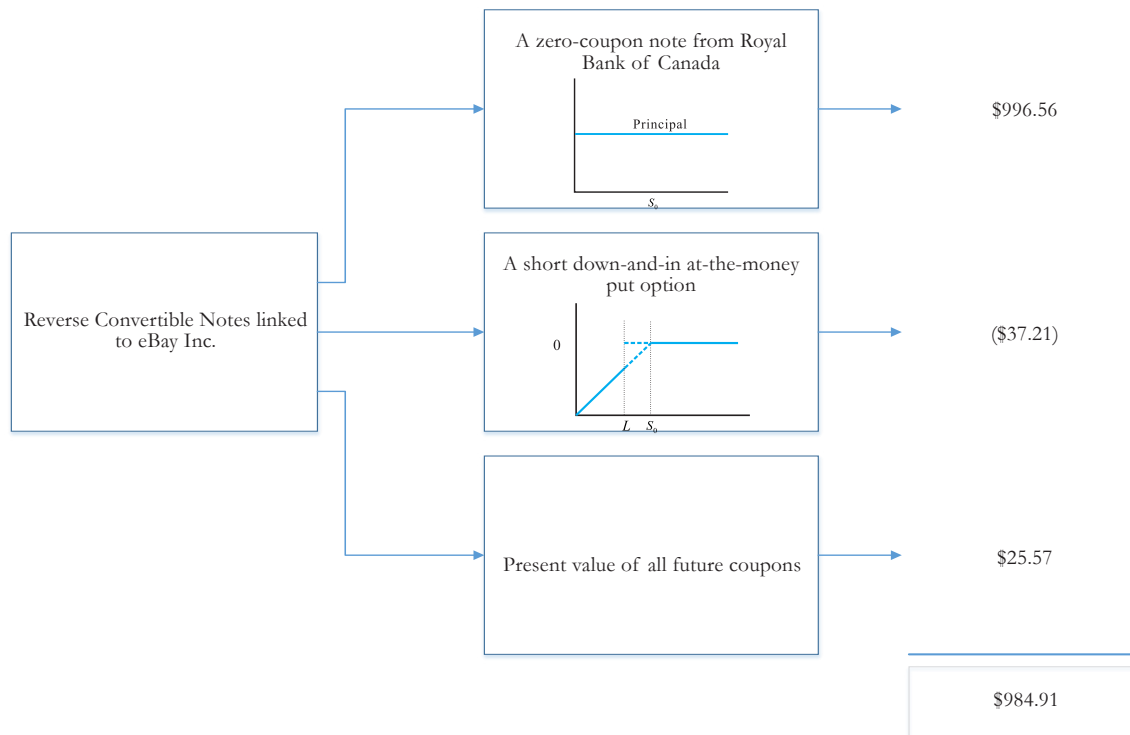 A zero-coupon note from Royal
Bank of Canada
Principal
S₀
$996.56
Reverse Convertible Notes linked
to eBay Inc.
A short down-and-in at-the-money
put option
0
L
S₀
($37.21)
Present value of all future coupons
$25.57
$984.91